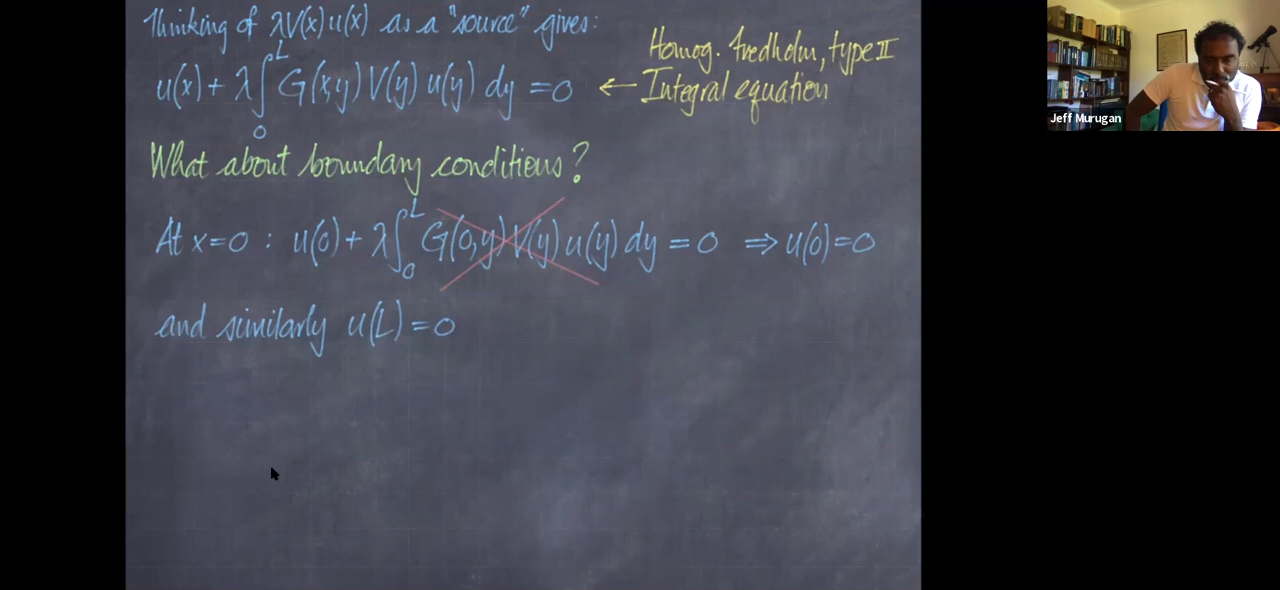 Thinking of λV(x)u(x) as a "source" gives:
u(x) + λ∫₀ᴸ G(x,y) V(y) u(y) dy = 0 ← Homog. Fredholm, type II
Integral equation
What about boundary conditions?
At x=0 : u(0) + λ∫₀ᴸ G(0,y) V(y) u(y) dy = 0 ⇒ u(0)=0
and similarly u(L) = 0
Jeff Murugan